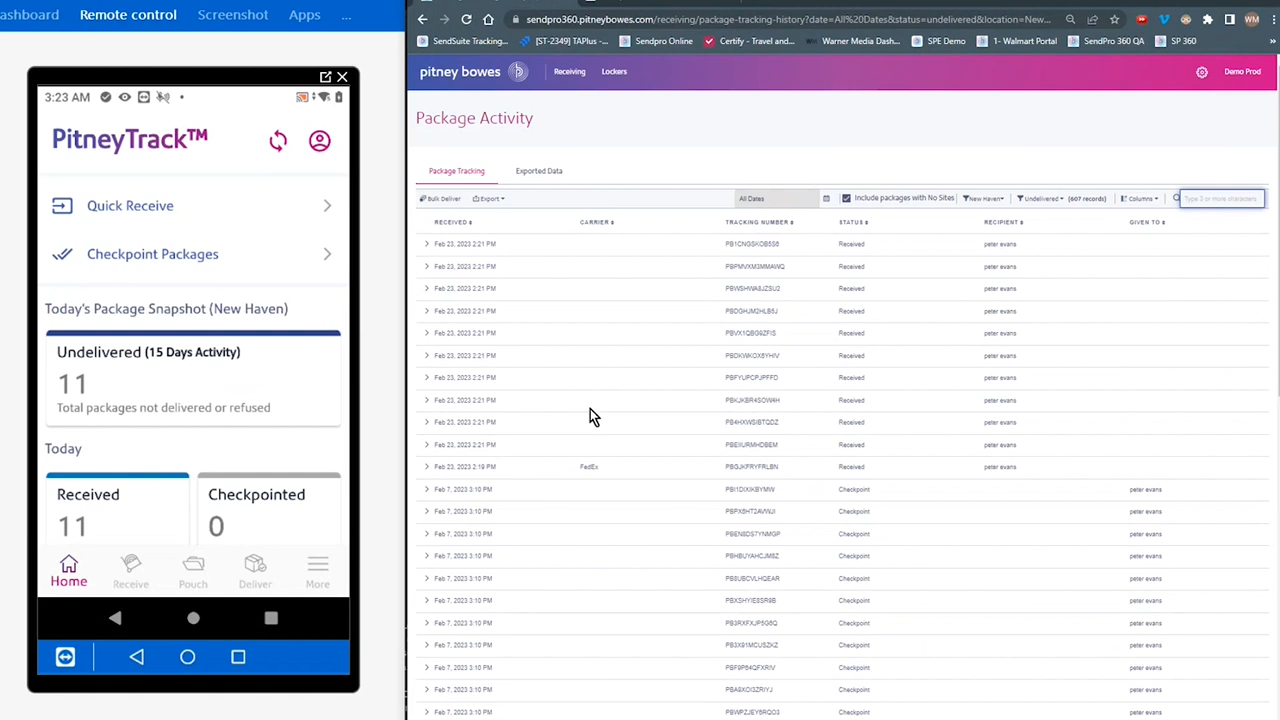 ashboard Remote control Screenshot Apps ...
3:23 AM
PitneyTrack™
Quick Receive
Checkpoint Packages
Today's Package Snapshot (New Haven)
Undelivered (15 Days Activity)
11
Total packages not delivered or refused
Today
Received
11
Checkpointed
0
Home Receive Pouch Deliver More
sendpro360.pitneybowes.com/receiving/package-tracking-history?date=All%20Dates&status=undelivered&location=New...
WM
SendSuite Tracking... [ST-2349] TAPlus -... Sendpro Online Certify - Travel and... Warner Media Dash... SPE Demo 1- Walmart Portal SendPro 360 QA SP 360 »
pitney bowes Receiving Lockers Demo Prod
Package Activity
Package Tracking Exported Data
Bulk Deliver Export All Dates Include packages with No Sites New Haven Undelivered (607 records) Columns Type 3 or more characters
RECEIVED CARRIER TRACKING NUMBER STATUS RECIPIENT GIVEN TO
Feb 23, 2023 2:21 PM Received peter evans
Feb 23, 2023 2:21 PM Received peter evans
Feb 23, 2023 2:21 PM Received peter evans
Feb 23, 2023 2:21 PM Received peter evans
Feb 23, 2023 2:21 PM Received peter evans
Feb 23, 2023 2:21 PM Received peter evans
Feb 23, 2023 2:21 PM PBFYUPCPJPFFD Received peter evans
Feb 23, 2023 2:21 PM Received peter evans
Feb 23, 2023 2:21 PM Received peter evans
Feb 23, 2023 2:21 PM Received peter evans
Feb 23, 2023 2:19 PM FedEx PBGJKFRYFRLBN Received peter evans
Feb 7, 2023 3:10 PM Checkpoint peter evans
Feb 7, 2023 3:10 PM Checkpoint peter evans
Feb 7, 2023 3:10 PM Checkpoint peter evans
Feb 7, 2023 3:10 PM Checkpoint peter evans
Feb 7, 2023 3:10 PM Checkpoint peter evans
Feb 7, 2023 3:10 PM Checkpoint peter evans
Feb 7, 2023 3:10 PM Checkpoint peter evans
Feb 7, 2023 3:10 PM Checkpoint peter evans
Feb 7, 2023 3:10 PM Checkpoint peter evans
Feb 7, 2023 3:10 PM Checkpoint peter evans
Feb 7, 2023 3:10 PM Checkpoint peter evans